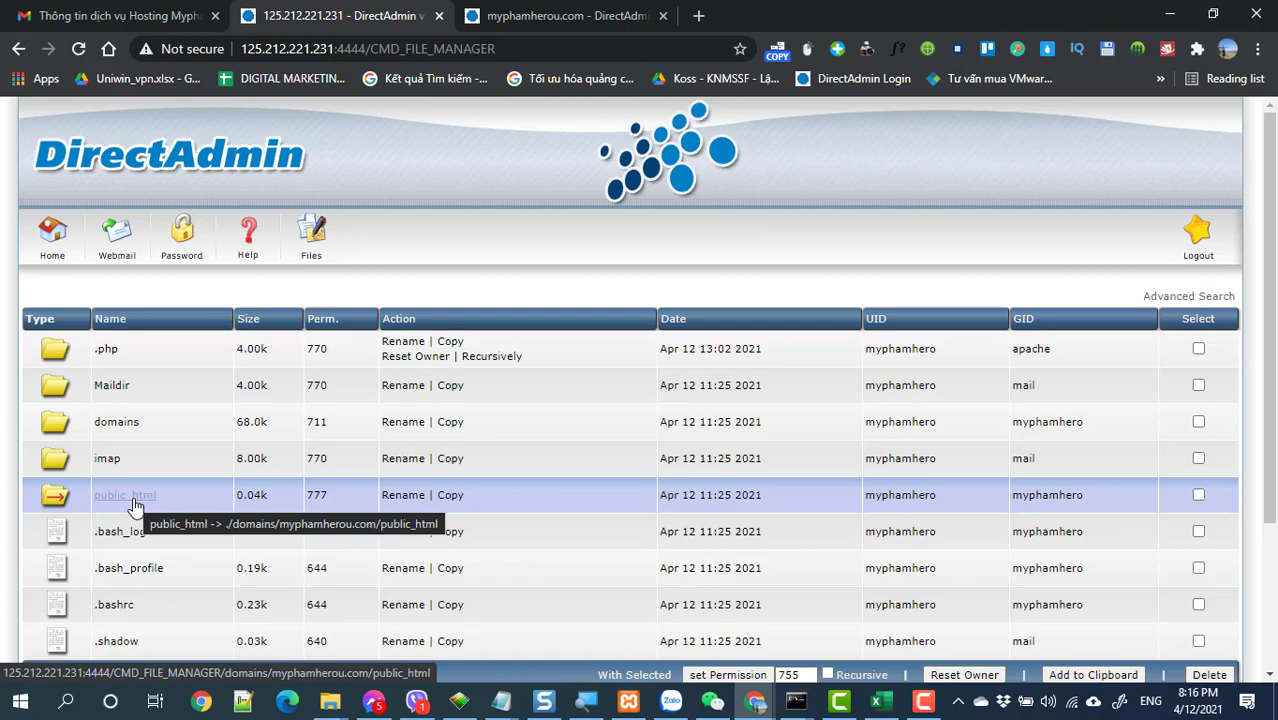 Thông tin dịch vụ Hosting Mypha
125.212.221.231 - DirectAdmin v
myphamherou.com - DirectAdmi
Not secure
125.212.221.231:4444/CMD_FILE_MANAGER
COPY
f?
IQ
Apps
Uniwin_vpn.xlsx - G...
DIGITAL MARKETIN...
Kết quả Tìm kiếm -...
Tối ưu hóa quảng c...
Koss - KNMSSF - Lậ...
DirectAdmin Login
Tư vấn mua VMwar...
»
Reading list
DirectAdmin
Home
Webmail
Password
Help
Files
Logout
Advanced Search
Type Name Size Perm. Action Date UID GID Select
.php 4.00k 770 Rename | Copy Apr 12 13:02 2021 myphamhero apache
Reset Owner | Recursively
Maildir 4.00k 770 Rename | Copy Apr 12 11:25 2021 myphamhero mail
domains 68.0k 711 Rename | Copy Apr 12 11:25 2021 myphamhero myphamhero
imap 8.00k 770 Rename | Copy Apr 12 11:25 2021 myphamhero mail
public_html 0.04k 777 Rename | Copy Apr 12 11:25 2021 myphamhero myphamhero
public_html -> ./domains/myphamherou.com/public_html
.bash_log opy Apr 12 11:25 2021 myphamhero myphamhero
.bash_profile 0.19k 644 Rename | Copy Apr 12 11:25 2021 myphamhero myphamhero
.bashrc 0.23k 644 Rename | Copy Apr 12 11:25 2021 myphamhero myphamhero
.shadow 0.03k 640 Rename | Copy Apr 12 11:25 2021 myphamhero mail
125.212.221.231:4444/CMD_FILE_MANAGER/domains/myphamherou.com/public_html
With Selected set Permission 755 Recursive | Reset Owner | Add to Clipboard | Delete
5
1
Zalo
ENG
8:16 PM
4/12/2021